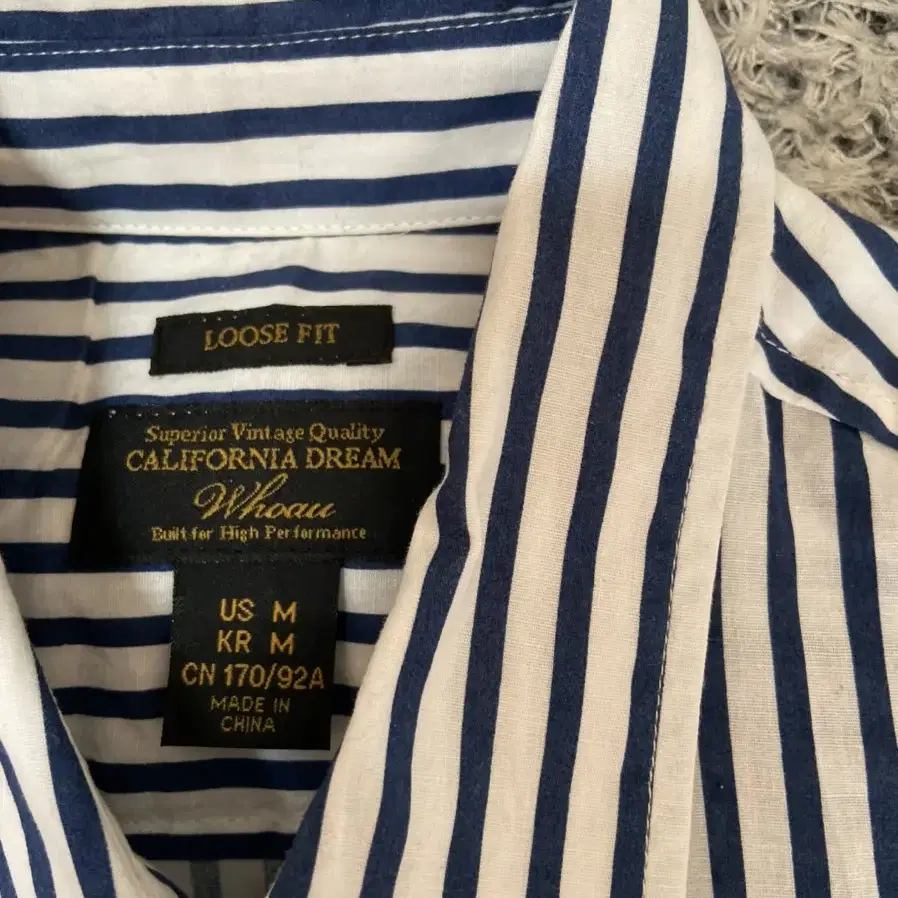 LOOSE FIT
Superior Vintage Quality
CALIFORNIA DREAM
Whoau
Built for High Performance
US M
KR M
CN 170/92A
MADE IN
CHINA